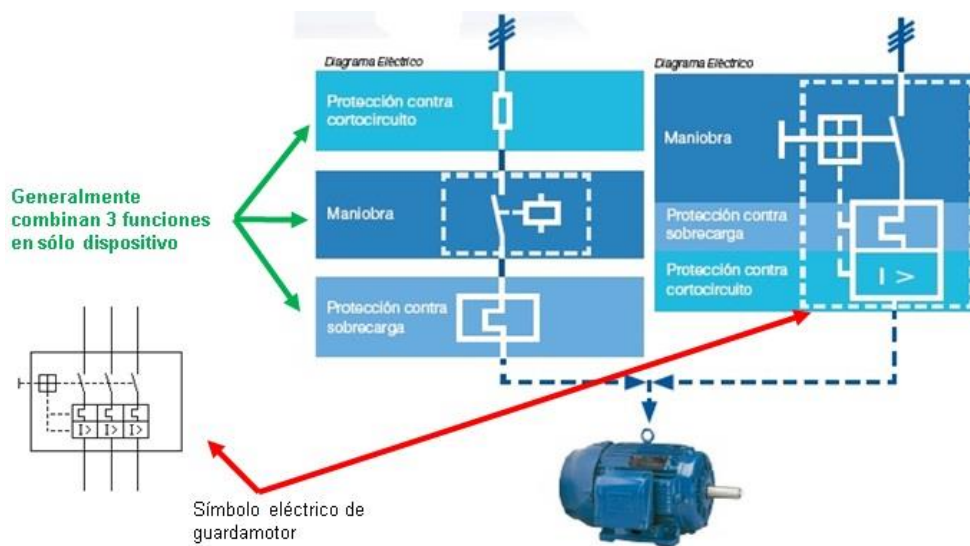 Diagrama Eléctrico
Protección contra
cortocircuito
Maniobra
Protección contra
sobrecarga
Diagrama Eléctrico
Maniobra
Protección contra
sobrecarga
Protección contra
cortocircuito
I >
Generalmente
combinan 3 funciones
en sólo dispositivo
I> I> I>
Símbolo eléctrico de
guardamotor